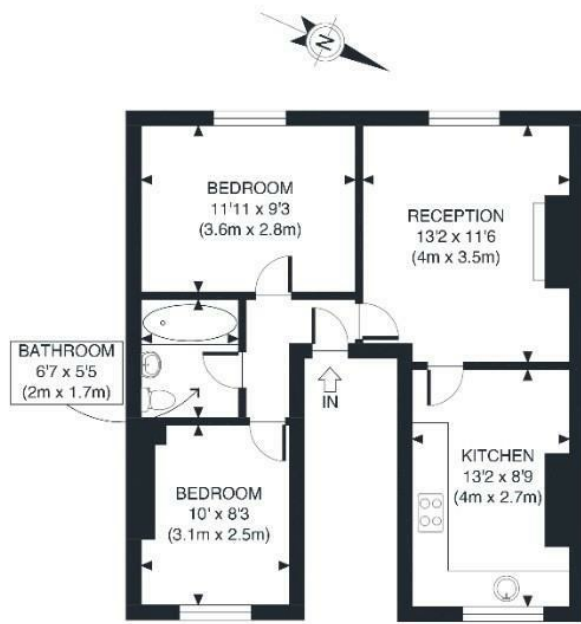 N
BEDROOM
11'11 x 9'3
(3.6m x 2.8m)
RECEPTION
13'2 x 11'6
(4m x 3.5m)
BATHROOM
6'7 x 5'5
(2m x 1.7m)
IN
KITCHEN
13'2 x 8'9
(4m x 2.7m)
BEDROOM
10' x 8'3
(3.1m x 2.5m)